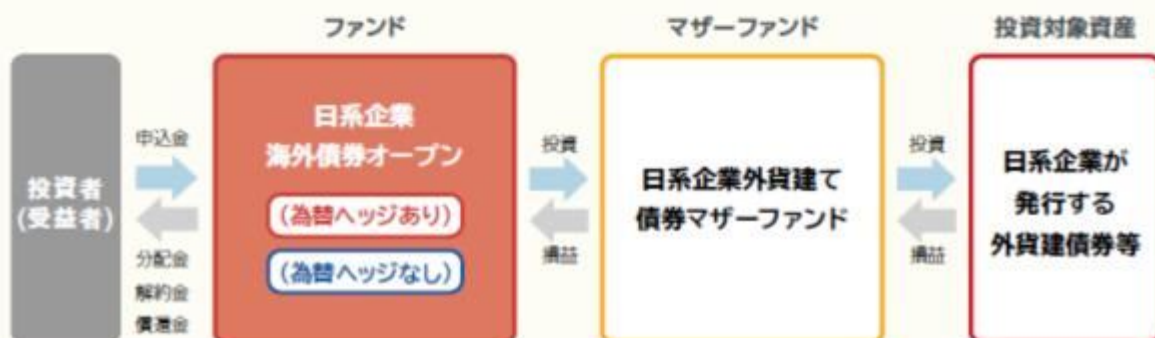 ファンド
マザーファンド
投資対象資産
投資者
(受益者)
申込金
分配金
解約金
償還金
日系企業
海外債券オープン
(為替ヘッジあり)
(為替ヘッジなし)
投資
損益
日系企業外貨建て
債券マザーファンド
投資
損益
日系企業が
発行する
外貨建債券等